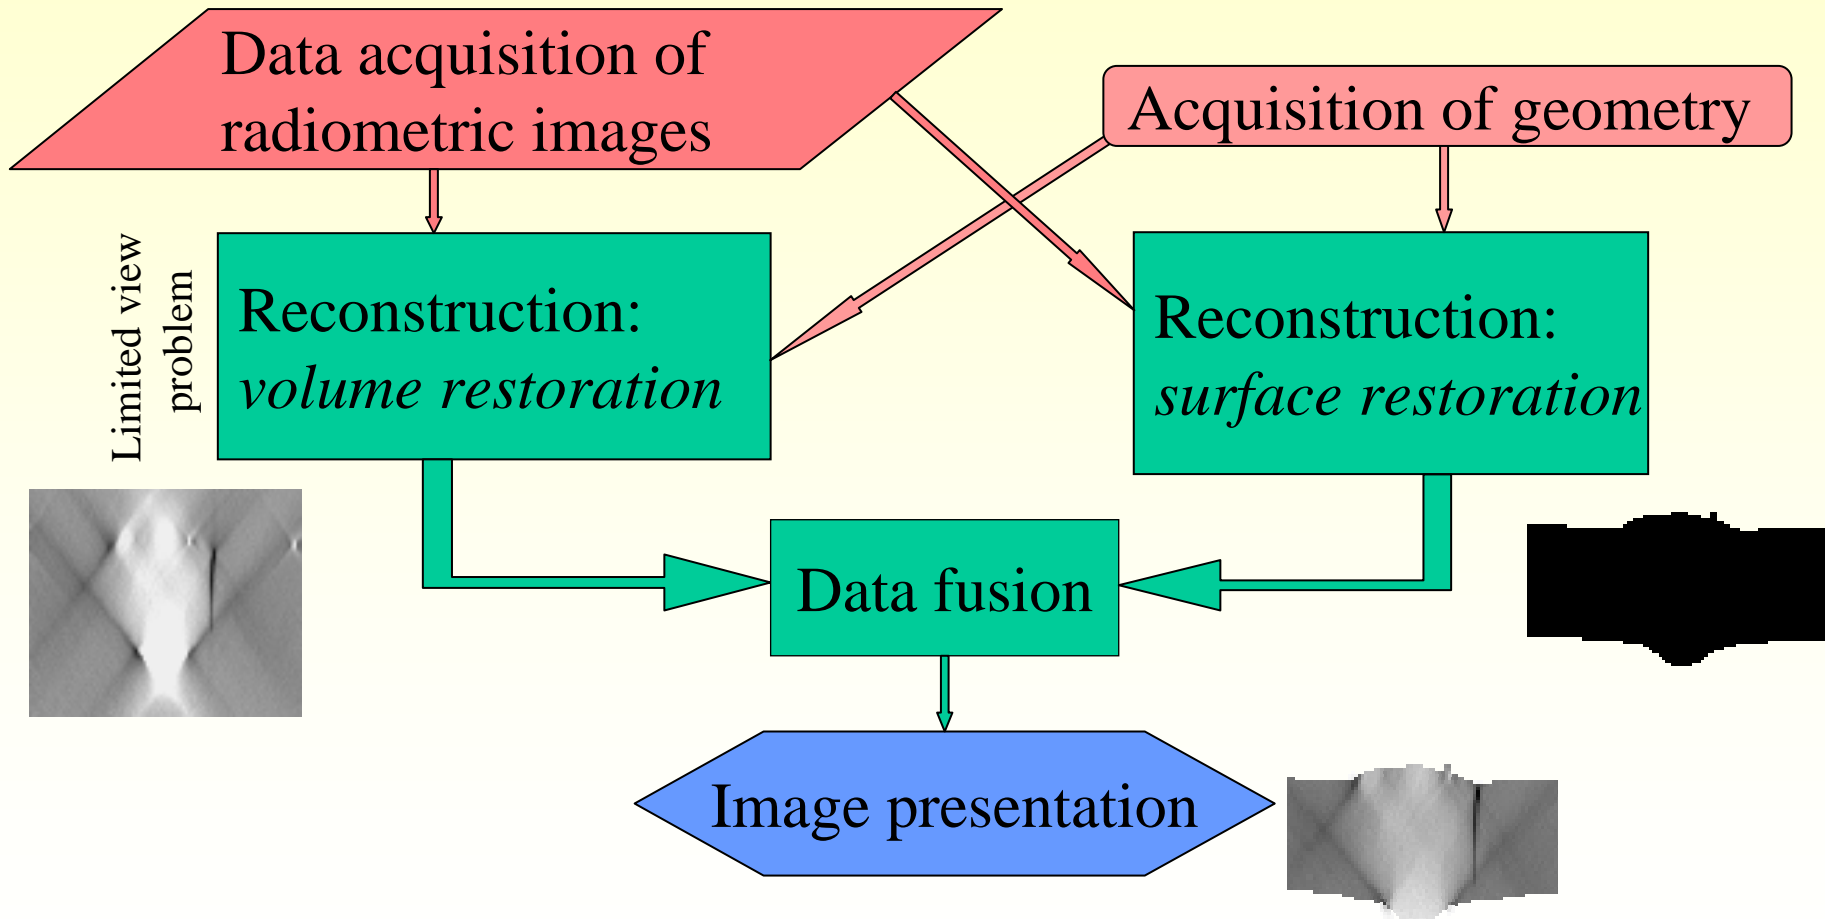 Data acquisition of
radiometric images
Acquisition of geometry
Limited view
problem
Reconstruction:
volume restoration
Reconstruction:
surface restoration
Data fusion
Image presentation